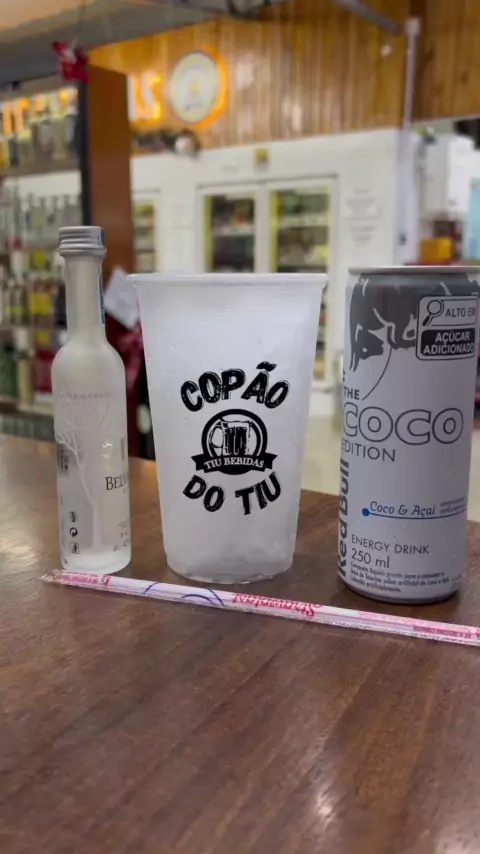 COPÃO
TIU BEBIDAS
DO TIU
BELV
ALTO EM
AÇÚCAR
ADICIONADO
THE
COCO
EDITION
Coco & Açaí
Red Bull
ENERGY DRINK
250 ml